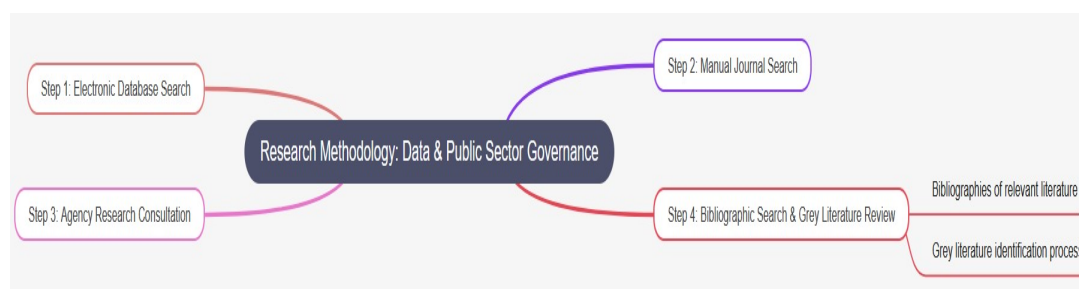 Research Methodology: Data & Public Sector Governance
Step 1: Electronic Database Search
Step 2: Manual Journal Search
Step 3: Agency Research Consultation
Step 4: Bibliographic Search & Grey Literature Review
Bibliographies of relevant literature
Grey literature identification process